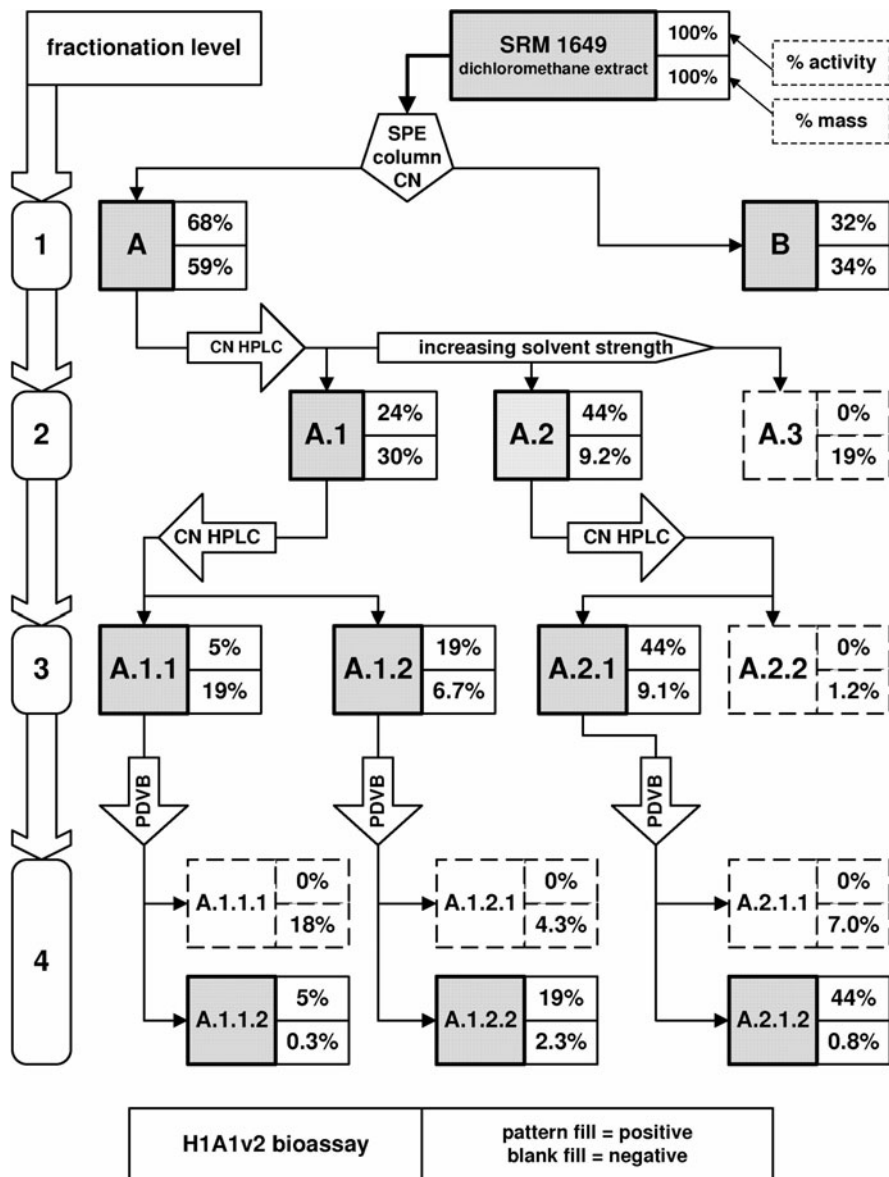 fractionation level
SRM 1649
dichloromethane extract
100%
100%
% activity
% mass
SPE
column
CN
1
A
68%
59%
B
32%
34%
CN HPLC
increasing solvent strength
2
A.1
24%
30%
A.2
44%
9.2%
A.3
0%
19%
CN HPLC
CN HPLC
3
A.1.1
5%
19%
A.1.2
19%
6.7%
A.2.1
44%
9.1%
A.2.2
0%
1.2%
PDVB
PDVB
PDVB
4
A.1.1.1
0%
18%
A.1.2.1
0%
4.3%
A.2.1.1
0%
7.0%
A.1.1.2
5%
0.3%
A.1.2.2
19%
2.3%
A.2.1.2
44%
0.8%
H1A1v2 bioassay
pattern fill = positive
blank fill = negative